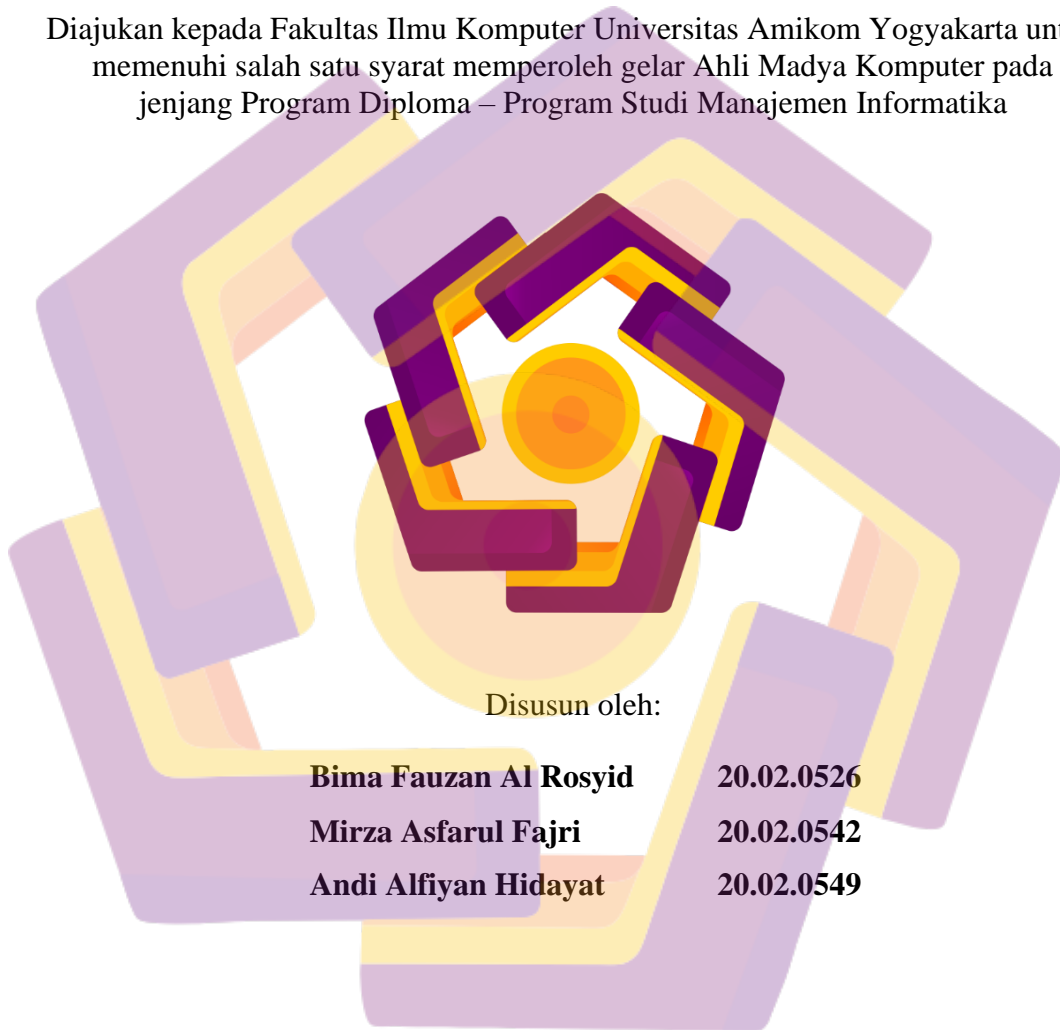 Diajukan kepada Fakultas Ilmu Komputer Universitas Amikom Yogyakarta unt
memenuhi salah satu syarat memperoleh gelar Ahli Madya Komputer pada
jenjang Program Diploma – Program Studi Manajemen Informatika
Disusun oleh:
Bima Fauzan Al Rosyid 20.02.0526
Mirza Asfarul Fajri 20.02.0542
Andi Alfiyan Hidayat 20.02.0549